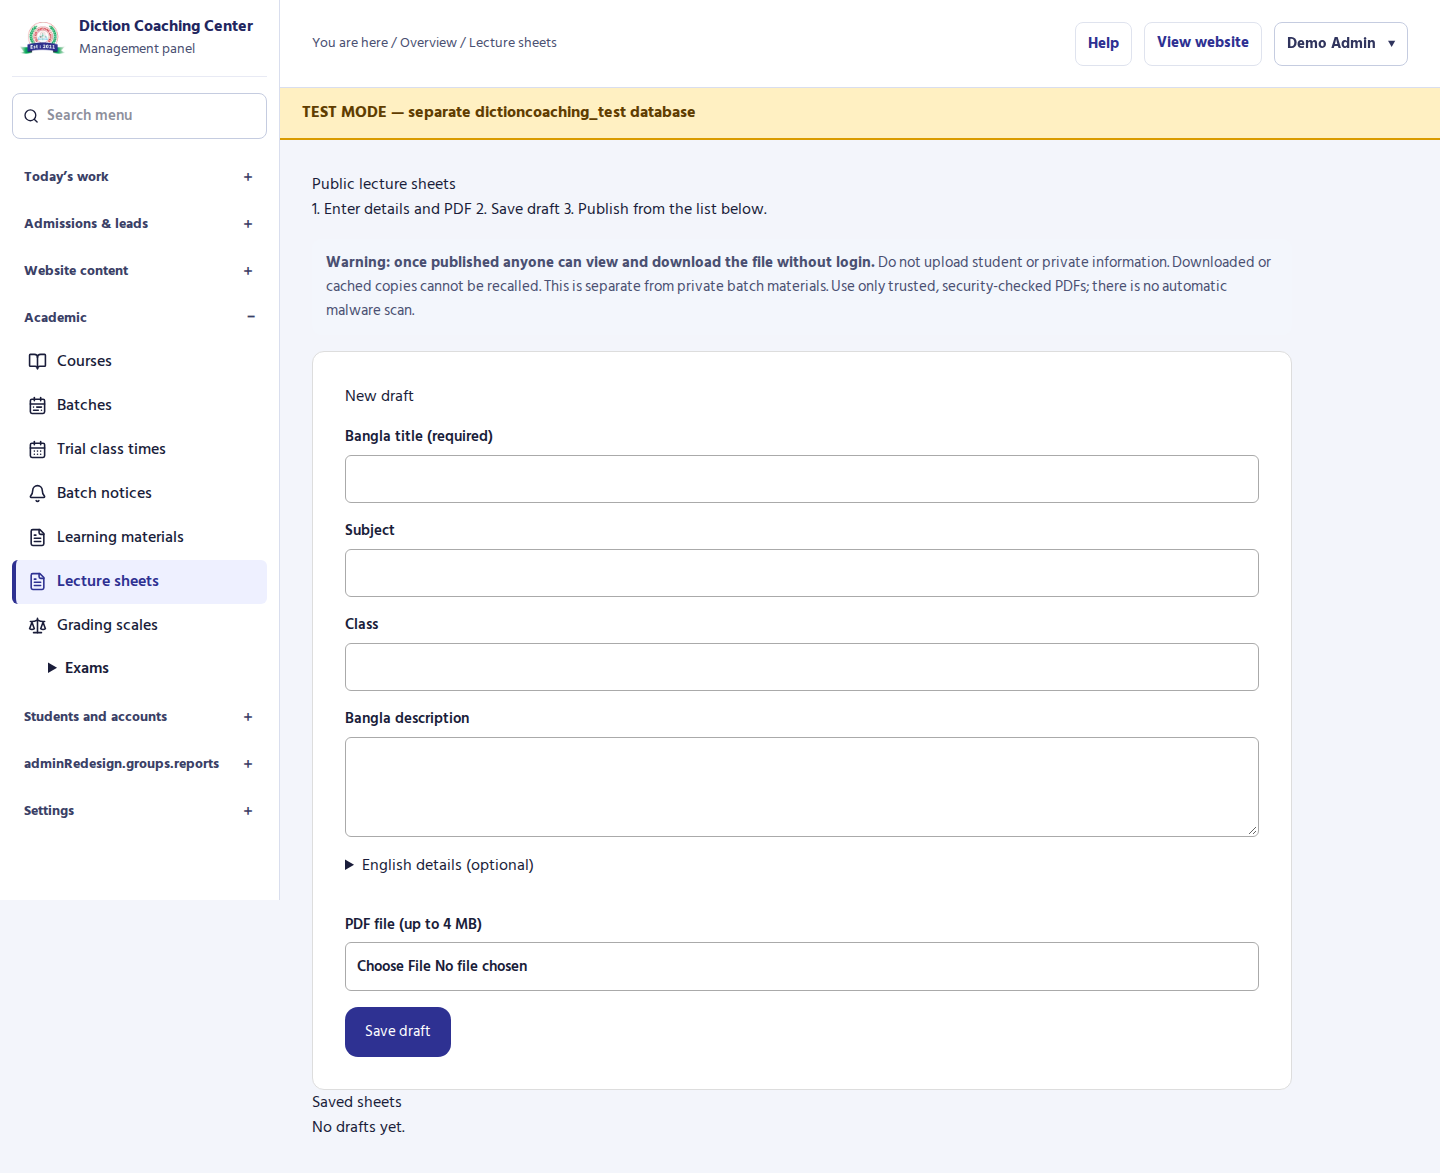 Diction Coaching Center
Management panel
Est : 2011
Search menu
Today’s work +
Admissions & leads +
Website content +
Academic −
Courses
Batches
Trial class times
Batch notices
Learning materials
Lecture sheets
Grading scales
Exams
Students and accounts +
adminRedesign.groups.reports +
Settings +
You are here / Overview / Lecture sheets
Help
View website
Demo Admin
TEST MODE — separate dictioncoaching_test database
Public lecture sheets
1. Enter details and PDF 2. Save draft 3. Publish from the list below.
Warning: once published anyone can view and download the file without login. Do not upload student or private information. Downloaded or
cached copies cannot be recalled. This is separate from private batch materials. Use only trusted, security-checked PDFs; there is no automatic
malware scan.
New draft
Bangla title (required)
Subject
Class
Bangla description
English details (optional)
PDF file (up to 4 MB)
Choose File No file chosen
Save draft
Saved sheets
No drafts yet.